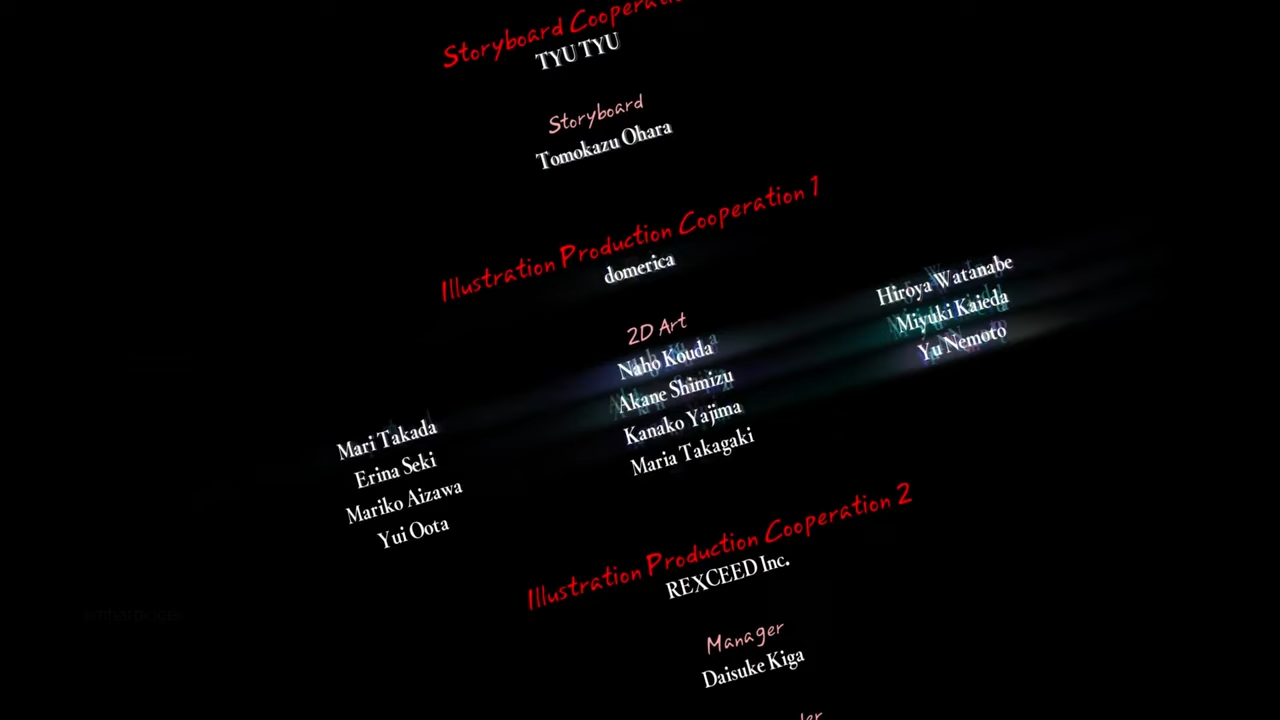 Storyboard
TYU TYU
Storyboard
Tomokazu Ohara
Illustration Production Cooperation 1
domerica
2D Art
Mari Takada Naho Kouda Hiroya Watanabe
Erina Seki Akane Shimizu Miyuki Kaieda
Mariko Aizawa Kanako Yajima Yu Nemoto
Yui Oota Maria Takagaki
Illustration Production Cooperation 2
REXCEED Inc.
Manager
Daisuke Kiga